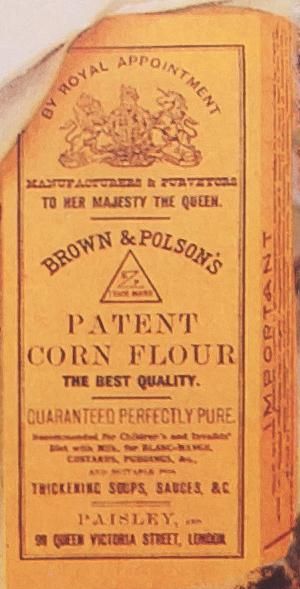 BY ROYAL APPOINTMENT
MANUFACTURERS & PURVEYORS
TO HER MAJESTY THE QUEEN.
BROWN & POLSON'S
TRADE MARK
PATENT
CORN FLOUR
THE BEST QUALITY.
GUARANTEED PERFECTLY PURE.
Recommended for Children's and Invalids'
Diet with Milk, for BLANC-MANGE,
CUSTARDS, PUDDINGS, &c.,
AND SUITABLE FOR
THICKENING SOUPS, SAUCES, &C
PAISLEY, AND
99 QUEEN VICTORIA STREET, LONDON
IMPORTANT